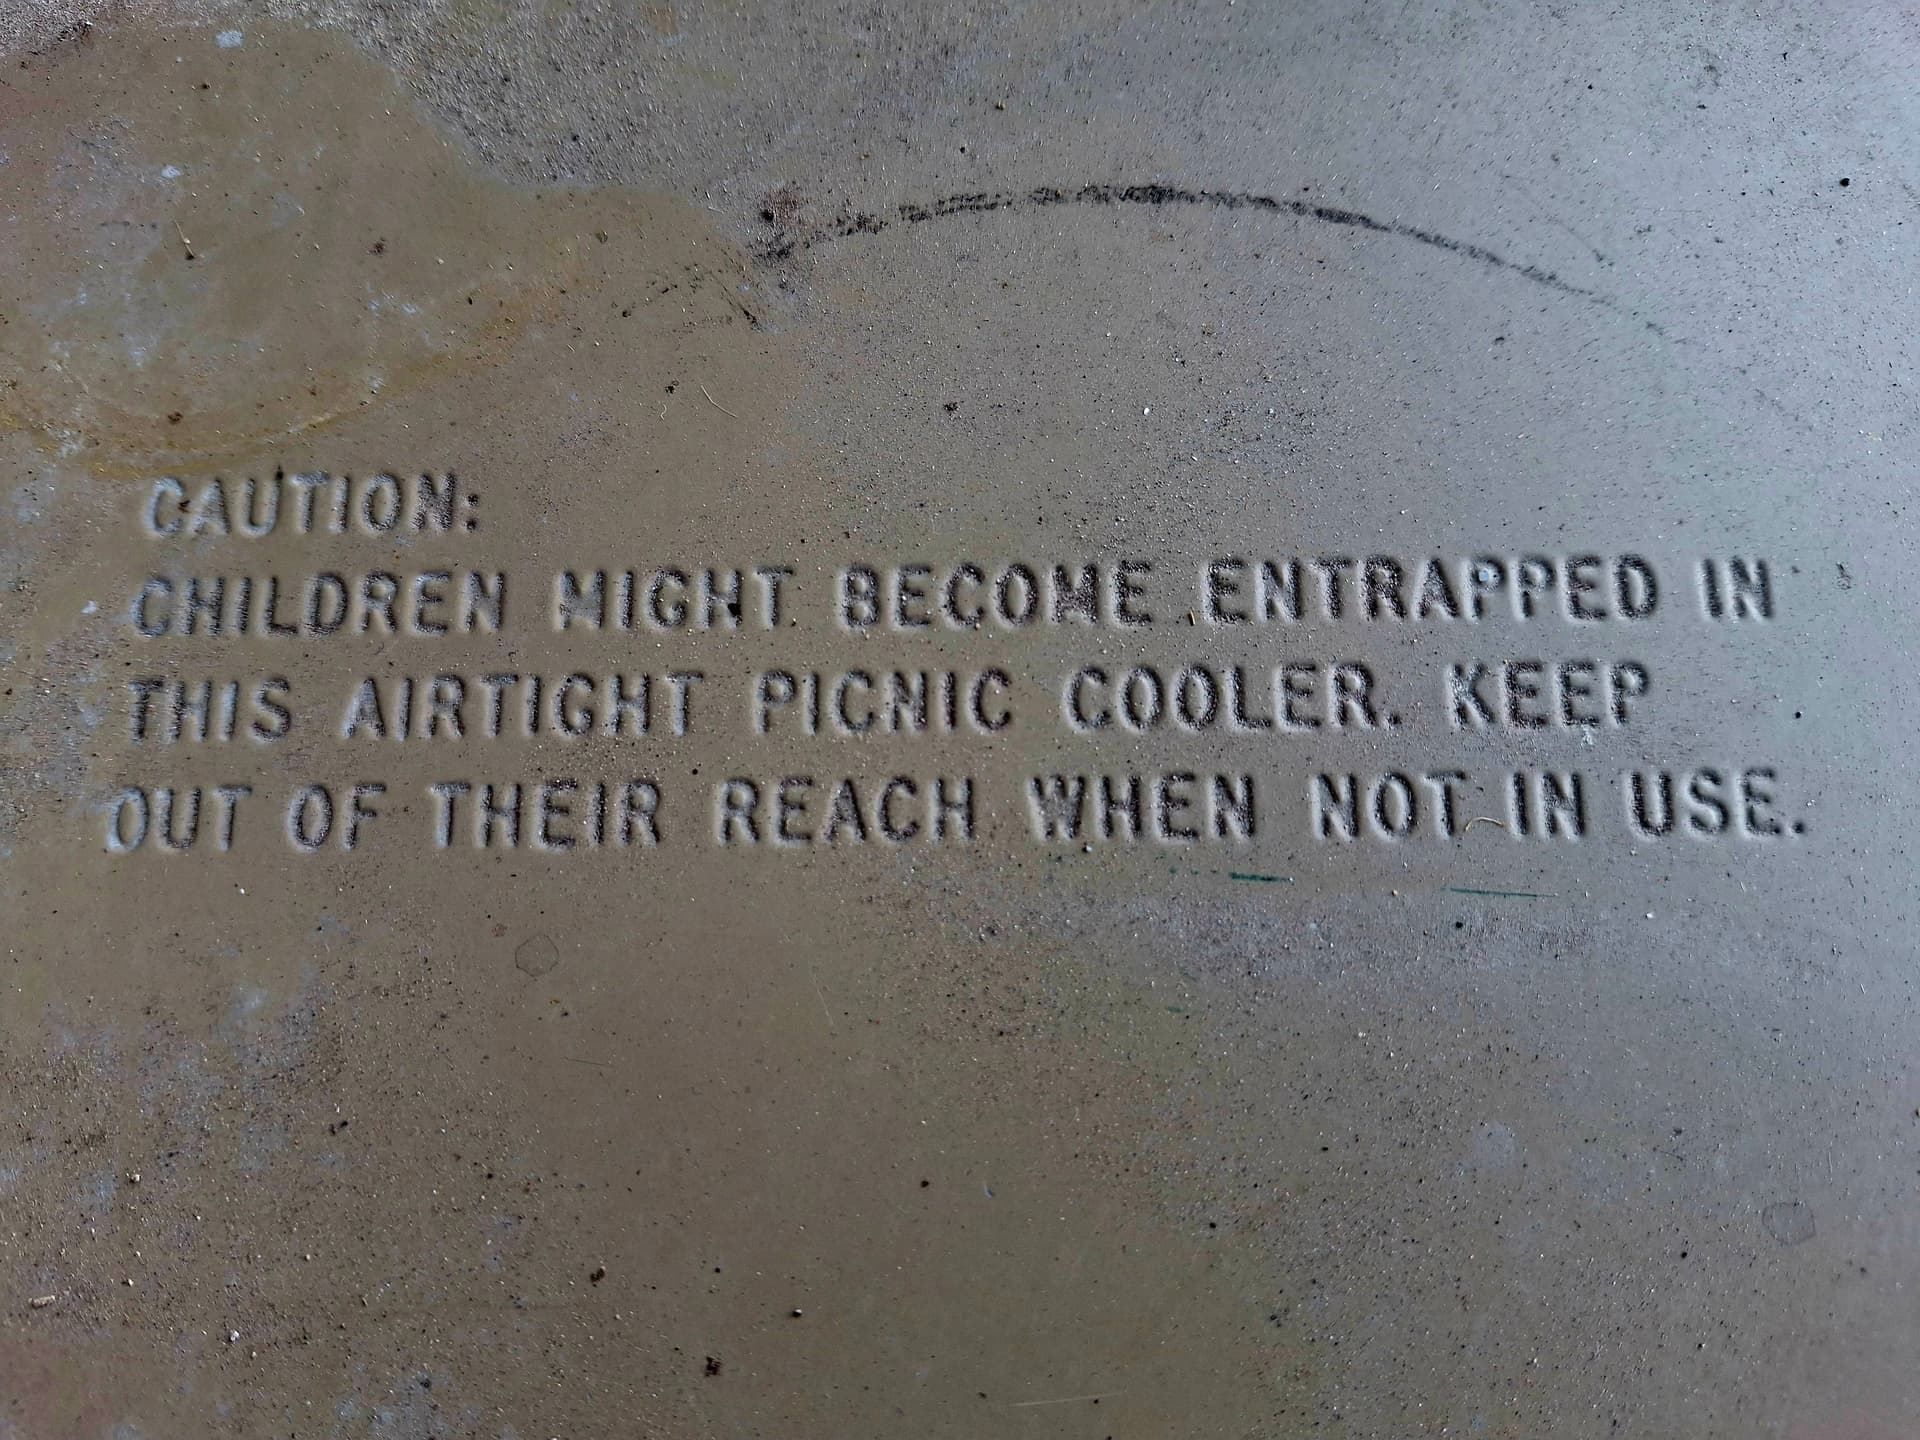 CAUTION:
CHILDREN MIGHT BECOME ENTRAPPED IN
THIS AIRTIGHT PICNIC COOLER. KEEP
OUT OF THEIR REACH WHEN NOT IN USE.